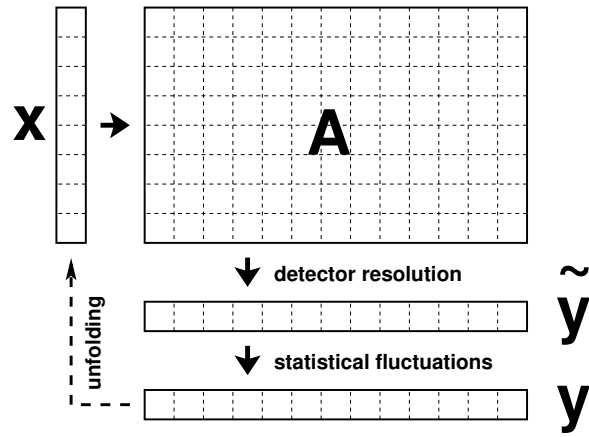 x
A
detector resolution
ỹ
unfolding
statistical fluctuations
y